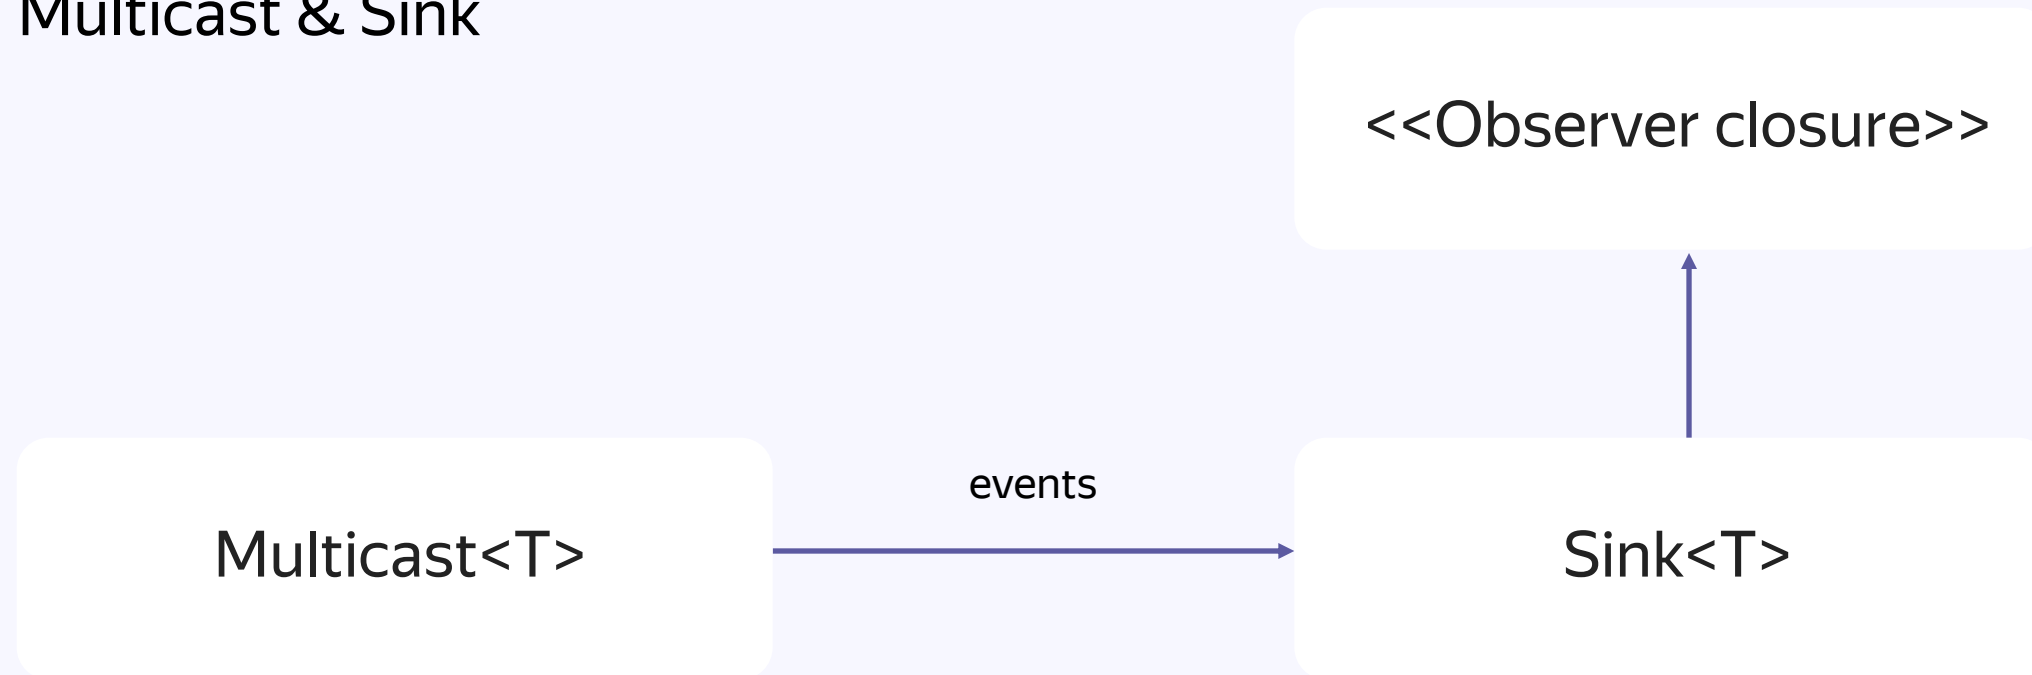 Multicast & Sink
<<Observer closure>>
events
Multicast<T>
Sink<T>